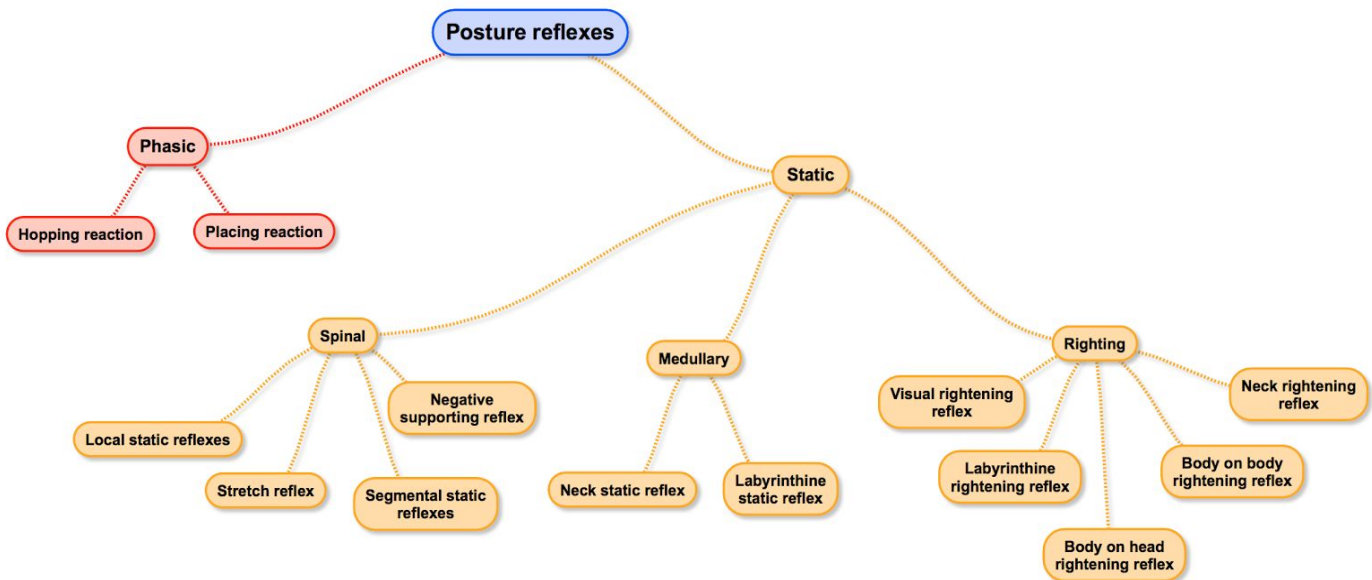 Posture reflexes
Phasic
Static
Hopping reaction
Placing reaction
Spinal
Medullary
Righting
Negative
supporting reflex
Local static reflexes
Stretch reflex
Segmental static
reflexes
Neck static reflex
Labyrinthine
static reflex
Visual rightening
reflex
Neck rightening
reflex
Labyrinthine
rightening reflex
Body on body
rightening reflex
Body on head
rightening reflex